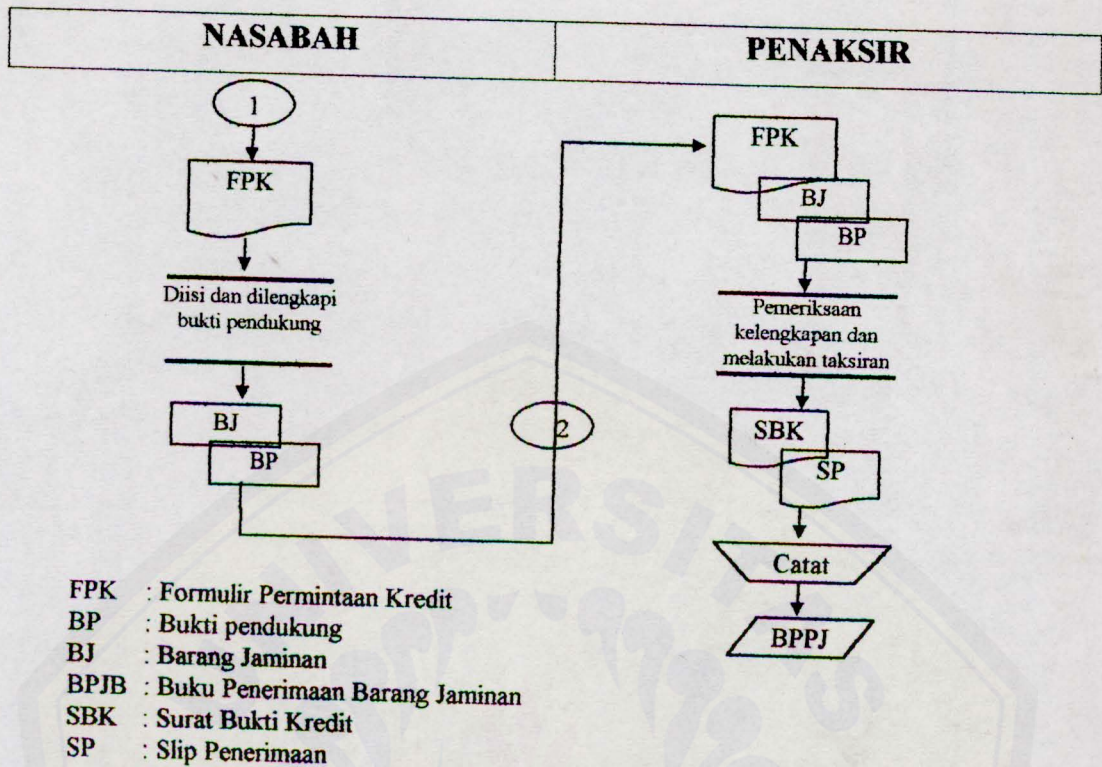 NASABAH
PENAKSIR
1
FPK
Diisi dan dilengkapi
bukti pendukung
BJ
BP
2
FPK
BJ
BP
Pemeriksaan
kelengkapan dan
melakukan taksiran
SBK
SP
Catat
BPPJ
FPK : Formulir Permintaan Kredit
BP : Bukti pendukung
BJ : Barang Jaminan
BPJB : Buku Penerimaan Barang Jaminan
SBK : Surat Bukti Kredit
SP : Slip Penerimaan
UNIVERSITAS